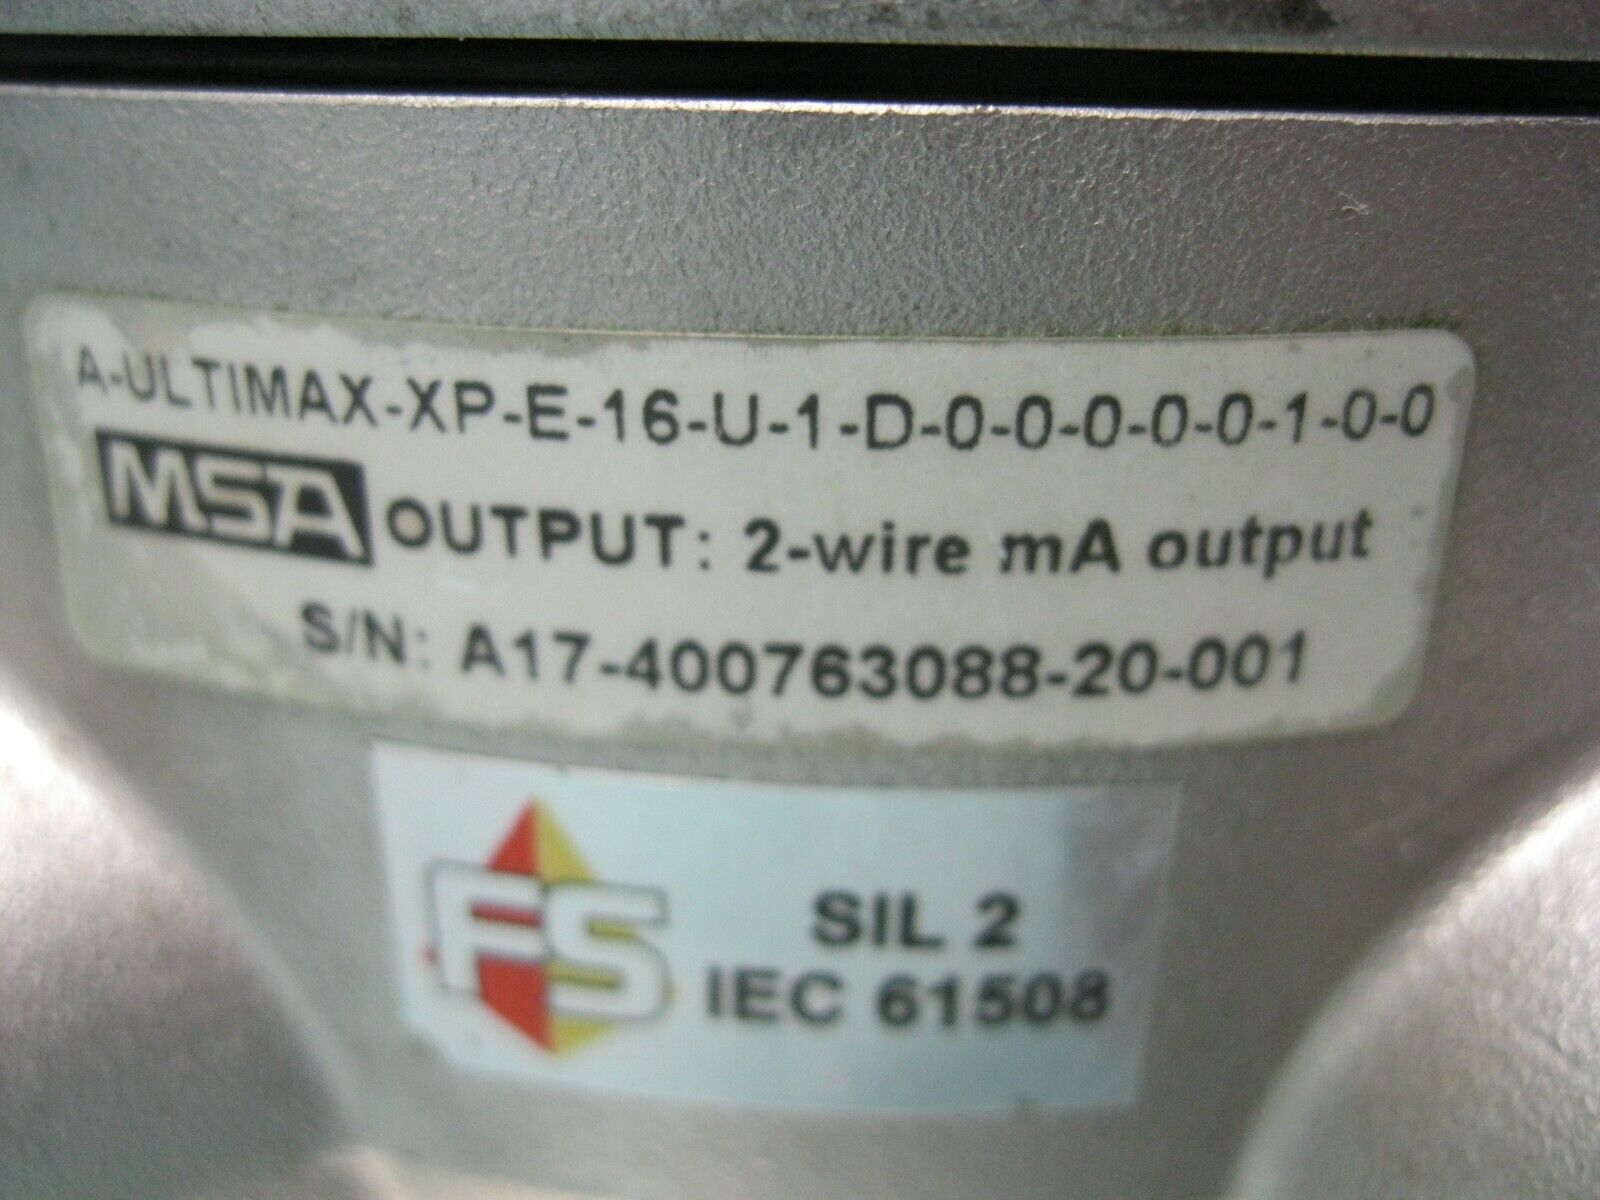 A-ULTIMAX-XP-E-16-U-1-D-0-0-0-0-0-1-0-0
MSA OUTPUT: 2-wire mA output
S/N: A17-400763088-20-001
FS SIL 2
IEC 61508